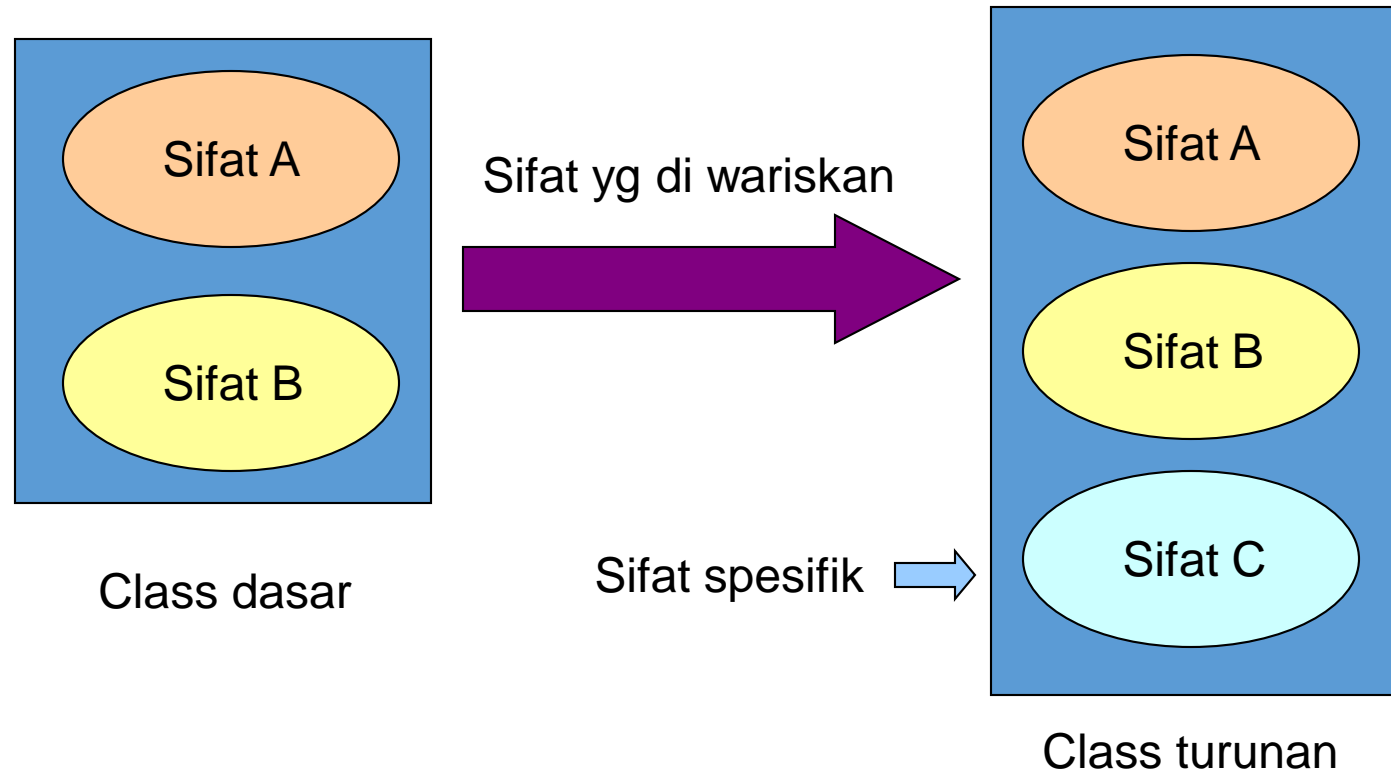 Sifat A
Sifat B
Class dasar
Sifat yg di wariskan
Sifat spesifik
Sifat A
Sifat B
Sifat C
Class turunan